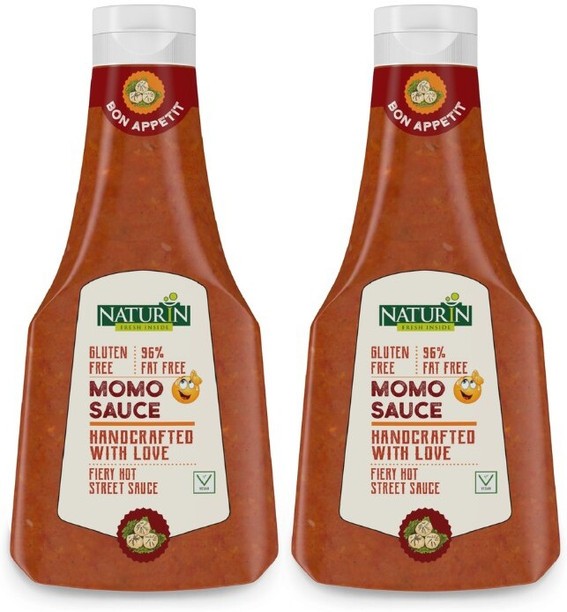 BON APPETIT
NATURIN
FRESH INSIDE
GLUTEN FREE
96% FAT FREE
MOMO
SAUCE
HANDCRAFTED
WITH LOVE
FIERY HOT
STREET SAUCE
VEGAN
BON APPETIT
NATURIN
FRESH INSIDE
GLUTEN FREE
96% FAT FREE
MOMO
SAUCE
HANDCRAFTED
WITH LOVE
FIERY HOT
STREET SAUCE
VEGAN